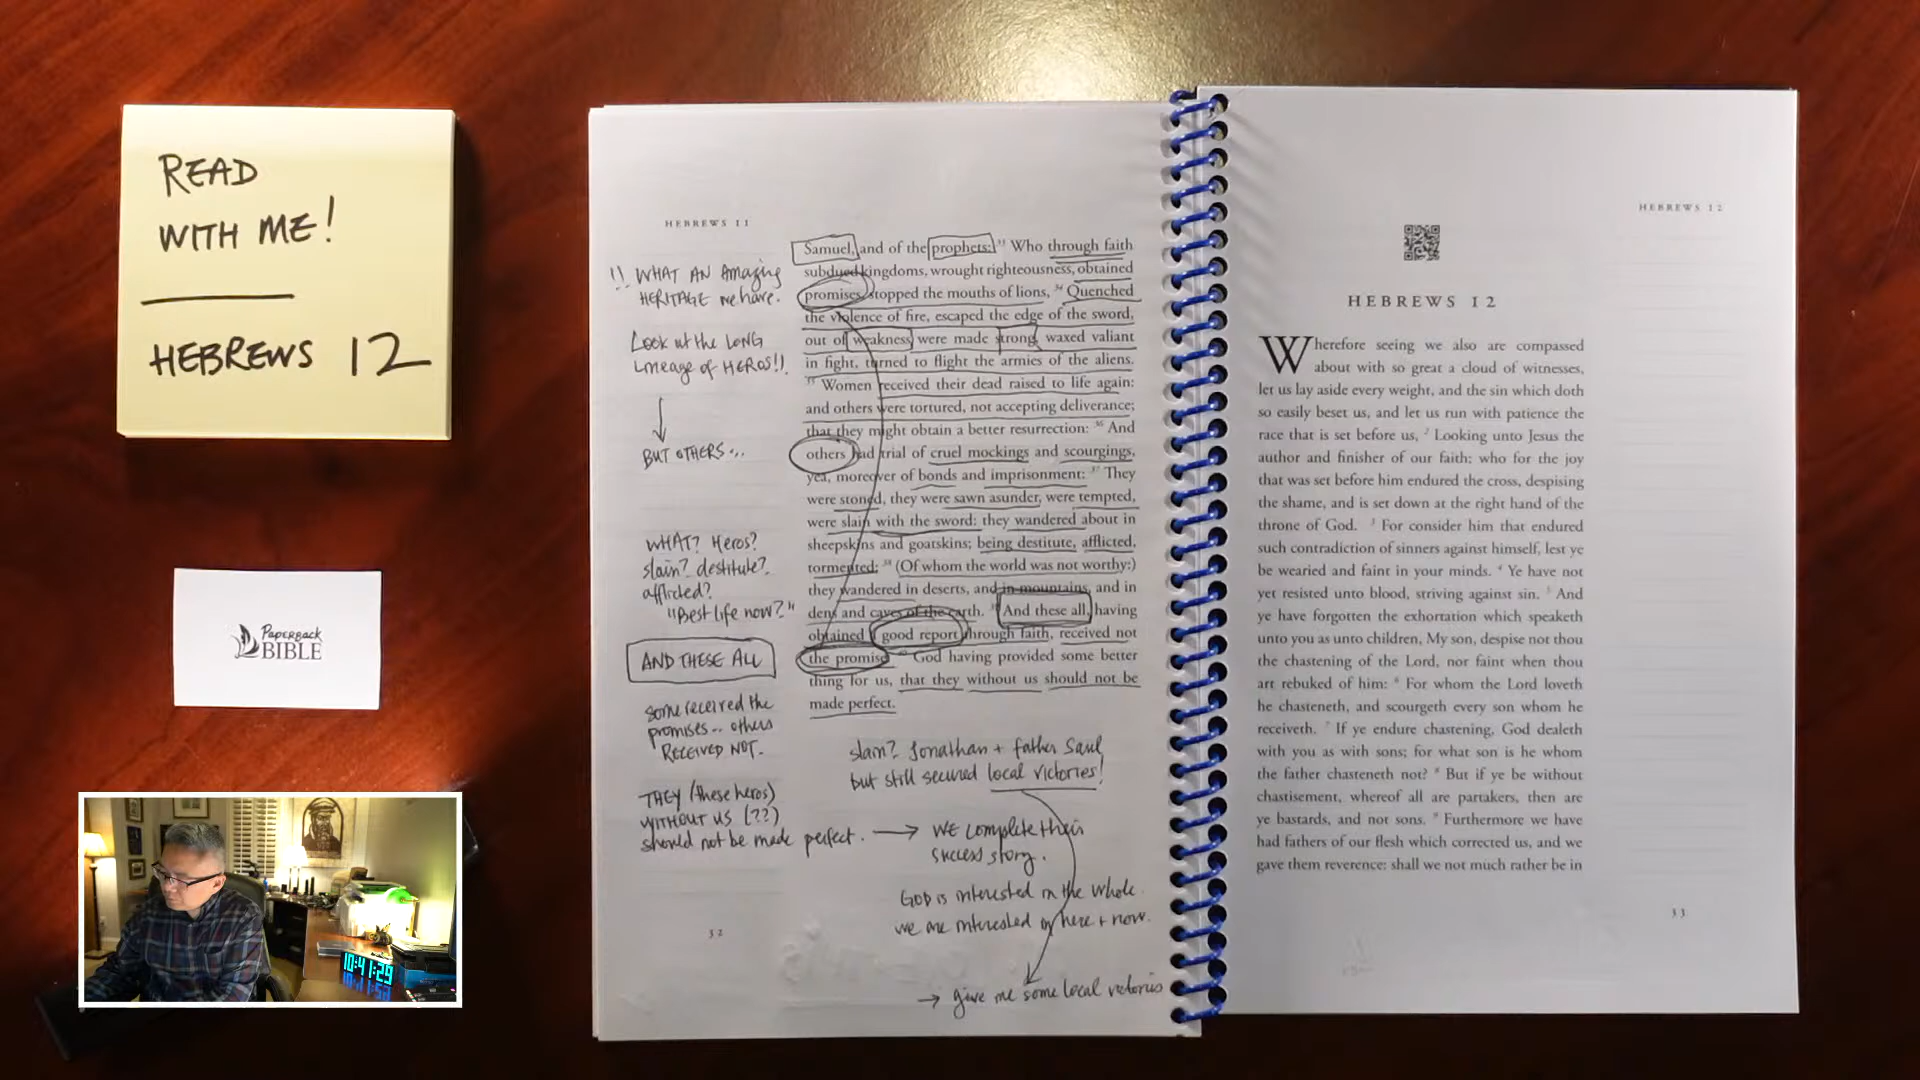 READ
WITH ME!
HEBREWS 12
Paperback
BIBLE
10:41:29
HEBREWS 11
!! WHAT AN Amazing
HERITAGE we have.
Look at the LONG
Lineage of HEROS!!
BUT OTHERS...
WHAT? Heros?
slain? destitute?
afflicted?
"Best life now?"
AND THESE ALL
some received the
promises.. others
RECEIVED NOT.
THEY (these heros)
WITHOUT US (??)
should not be made perfect.
32
Samuel, and of the prophets: 33 Who through faith
subdued kingdoms, wrought righteousness, obtained
promises, stopped the mouths of lions, 34 Quenched
the violence of fire, escaped the edge of the sword,
out of weakness were made strong, waxed valiant
in fight, turned to flight the armies of the aliens.
35 Women received their dead raised to life again:
and others were tortured, not accepting deliverance;
that they might obtain a better resurrection: 36 And
others had trial of cruel mockings and scourgings,
yea, moreover of bonds and imprisonment: 37 They
were stoned, they were sawn asunder, were tempted,
were slain with the sword: they wandered about in
sheepskins and goatskins; being destitute, afflicted,
tormented; 38 (Of whom the world was not worthy:)
they wandered in deserts, and in mountains, and in
dens and caves of the earth. 39 And these all, having
obtained a good report through faith, received not
the promise: 40 God having provided some better
thing for us, that they without us should not be
made perfect.
slain? Jonathan + father Saul
but still secured local victories!
→ WE complete their
success story.
GOD is interested in the whole.
we are interested in here + now.
→ give me some local victories
HEBREWS 12
HEBREWS 12
Wherefore seeing we also are compassed
about with so great a cloud of witnesses,
let us lay aside every weight, and the sin which doth
so easily beset us, and let us run with patience the
race that is set before us, 2 Looking unto Jesus the
author and finisher of our faith; who for the joy
that was set before him endured the cross, despising
the shame, and is set down at the right hand of the
throne of God. 3 For consider him that endured
such contradiction of sinners against himself, lest ye
be wearied and faint in your minds. 4 Ye have not
yet resisted unto blood, striving against sin. 5 And
ye have forgotten the exhortation which speaketh
unto you as unto children, My son, despise not thou
the chastening of the Lord, nor faint when thou
art rebuked of him: 6 For whom the Lord loveth
he chasteneth, and scourgeth every son whom he
receiveth. 7 If ye endure chastening, God dealeth
with you as with sons; for what son is he whom
the father chasteneth not? 8 But if ye be without
chastisement, whereof all are partakers, then are
ye bastards, and not sons. 9 Furthermore we have
had fathers of our flesh which corrected us, and we
gave them reverence: shall we not much rather be in
33